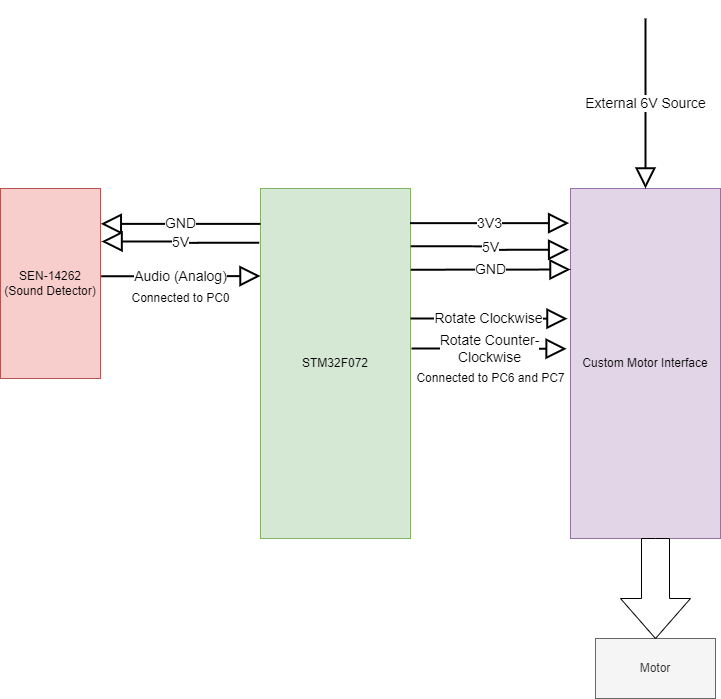 External 6V Source
GND
5V
Audio (Analog)
Connected to PC0
SEN-14262
(Sound Detector)
STM32F072
3V3
5V
GND
Rotate Clockwise
Rotate Counter-
Clockwise
Connected to PC6 and PC7
Custom Motor Interface
Motor